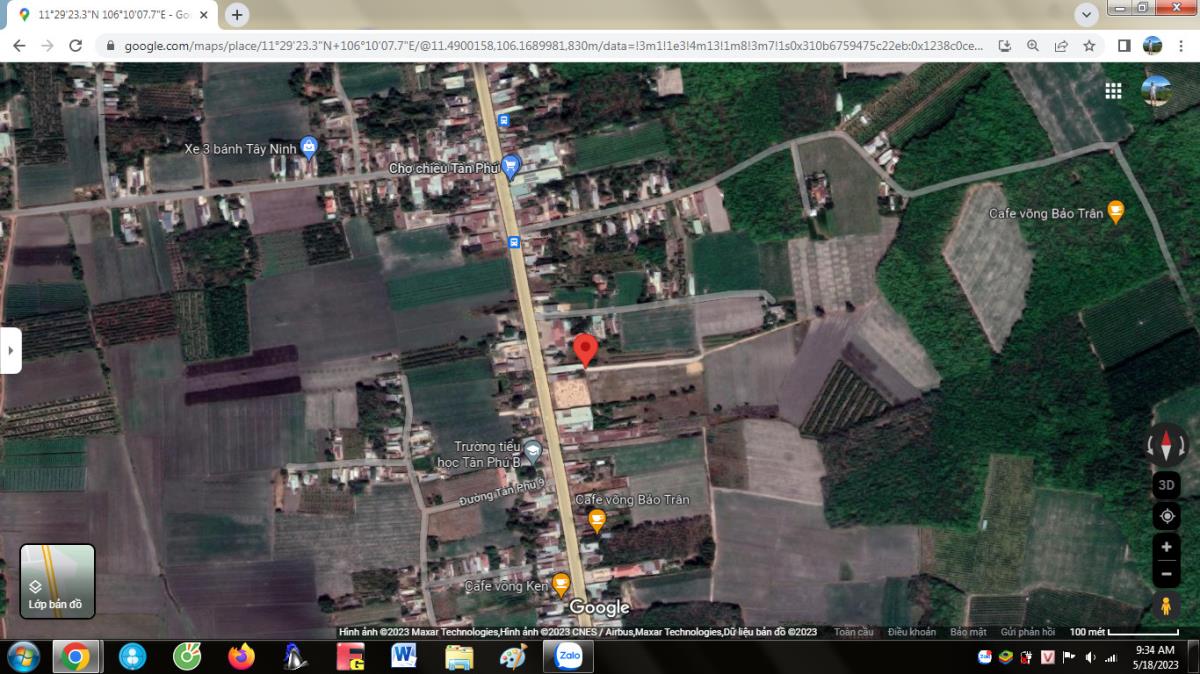 11°29'23.3"N 106°10'07.7"E - Go
google.com/maps/place/11°29'23.3"N+106°10'07.7"E/@11.4900158,106.1689981,830m/data=!3m1!1e3!4m13!1m8!3m7!1s0x310b6759475c22eb:0x1238c0ce...
Xe 3 bánh Tây Ninh
Chợ chiều Tân Phú
Cafe võng Bảo Trân
Trường tiểu
học Tân Phú B
Đường Tân Phú 9
Cafe võng Bảo Trân
Cafe võng Ken
Google
3D
Lớp bản đồ
Hình ảnh ©2023 Maxar Technologies,Hình ảnh ©2023 CNES / Airbus,Maxar Technologies,Dữ liệu bản đồ ©2023
Toàn cầu
Điều khoản
Bảo mật
Gửi phản hồi
100 mét
Zalo
9:34 AM
5/18/2023